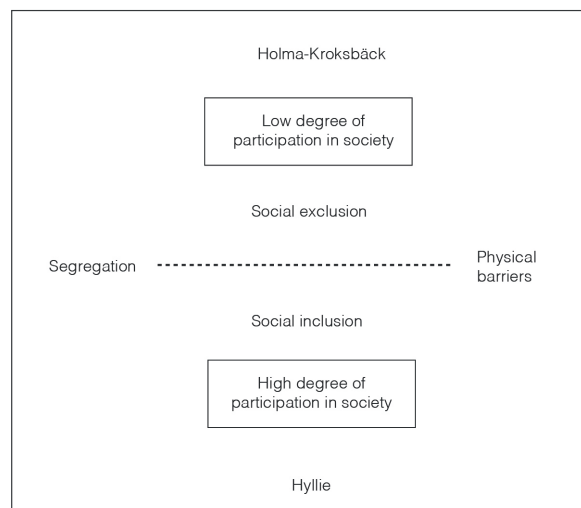 Holma-Kroksbäck
Low degree of
participation in society
Social exclusion
Segregation
Physical
barriers
Social inclusion
High degree of
participation in society
Hyllie